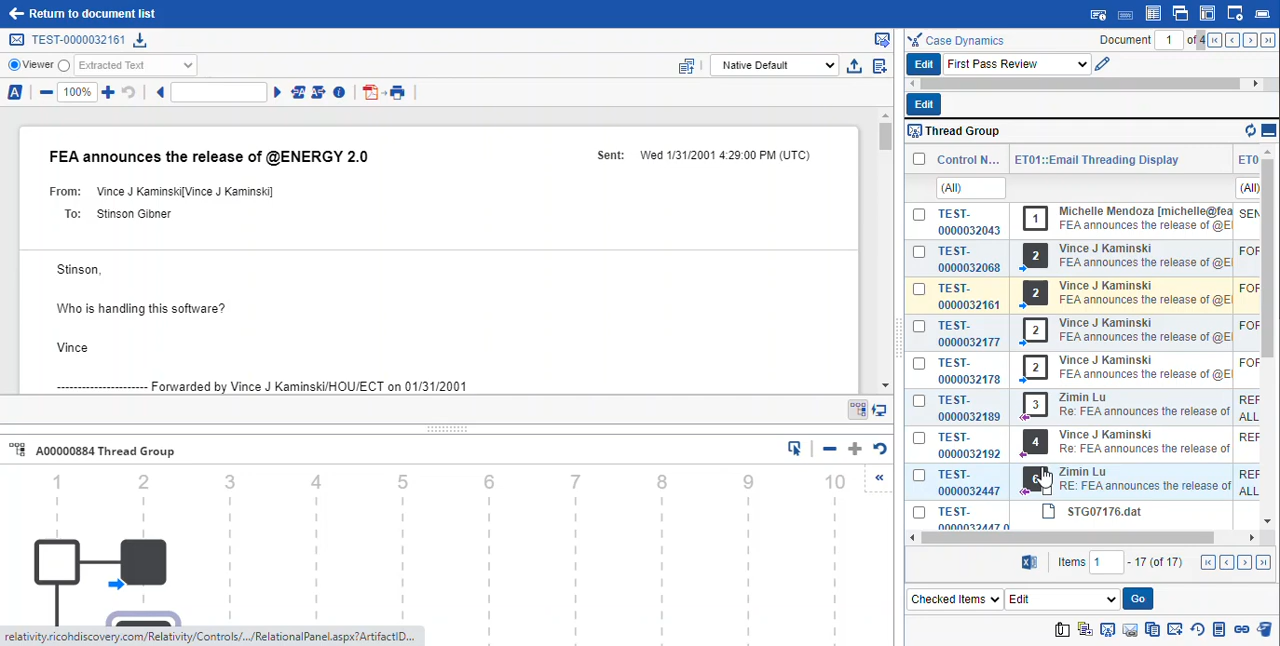 Return to document list
TEST-0000032161
Viewer
Extracted Text
Native Default
A
100%
FEA announces the release of @ENERGY 2.0
Sent: Wed 1/31/2001 4:29:00 PM (UTC)
From: Vince J Kaminski[Vince J Kaminski]
To: Stinson Gibner
Stinson,
Who is handling this software?
Vince
---------------------- Forwarded by Vince J Kaminski/HOU/ECT on 01/31/2001
A00000884 Thread Group
1 2 3 4 5 6 7 8 9 10
relativity.ricohdiscovery.com/Relativity/Controls/.../RelationalPanel.aspx?ArtifactID...
Case Dynamics
Document 1 of 4
Edit
First Pass Review
Edit
Thread Group
Control N... ET01::Email Threading Display ET0
(All) (All)
TEST-0000032043 1 Michelle Mendoza [michelle@fea SEN
FEA announces the release of @E
TEST-0000032068 2 Vince J Kaminski FOF
FEA announces the release of @E
TEST-0000032161 2 Vince J Kaminski FOF
FEA announces the release of @E
TEST-0000032177 2 Vince J Kaminski FOF
FEA announces the release of @E
TEST-0000032178 2 Vince J Kaminski FOF
FEA announces the release of @E
TEST-0000032189 3 Zimin Lu REF
Re: FEA announces the release of ALL
TEST-0000032192 4 Vince J Kaminski REF
Re: FEA announces the release of
TEST-0000032447 6 Zimin Lu REF
RE: FEA announces the release of ALL
TEST-0000032447.0 STG07176.dat
Items 1 - 17 (of 17)
Checked Items
Edit
Go